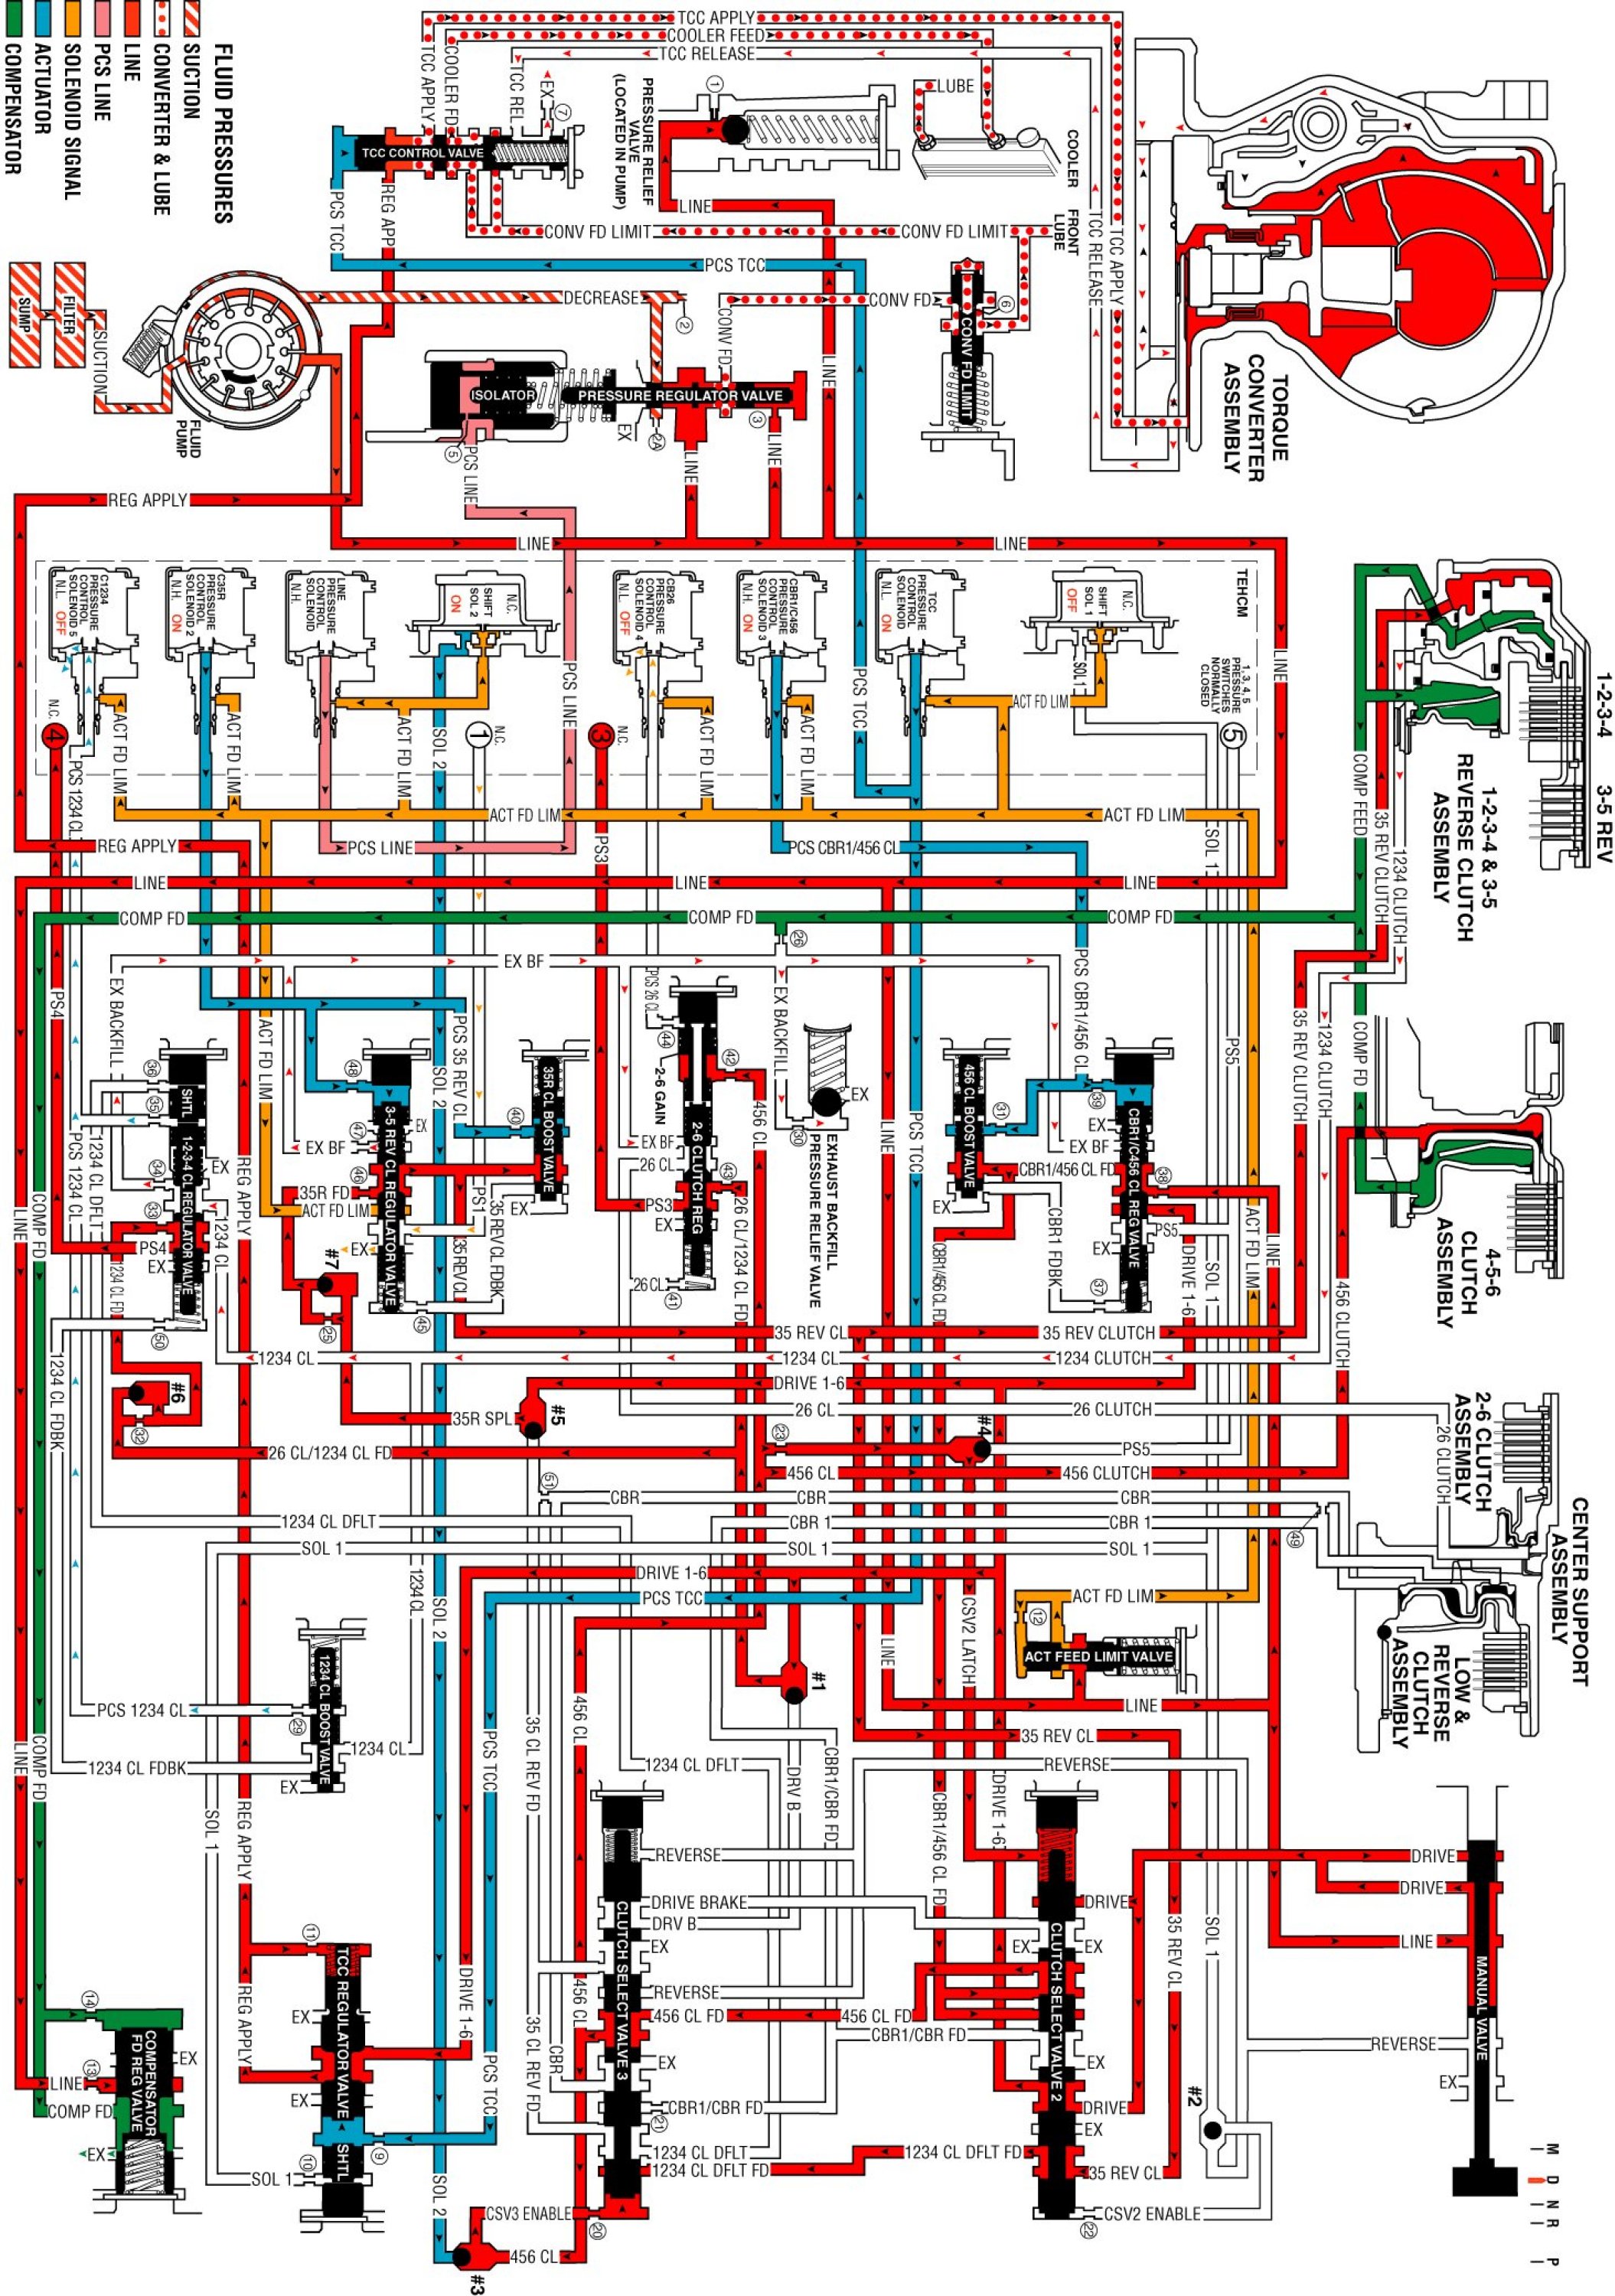 FLUID PRESSURES
SUCTION
CONVERTER & LUBE
LINE
PCS LINE
SOLENOID SIGNAL
ACTUATOR
COMPENSATOR
TCC APPLY
COOLER FEED
TCC RELEASE
TCC APPLY
COOLER FD
TCC REL
EX
7
TCC CONTROL VALVE
PCS TCC
REG APP
PRESSURE RELIEF
VALVE
(LOCATED IN PUMP)
1
LINE
LUBE
COOLER
FRONT
LUBE
CONV FD LIMIT
CONV FD LIMIT
PCS TCC
TCC APPLY
TCC RELEASE
TORQUE
CONVERTER
ASSEMBLY
SUMP
FILTER
SUCTION
FLUID
PUMP
DECREASE
2
CONV FD
CONV FD
6
CONV FD LIMIT
LINE
ISOLATOR
PRESSURE REGULATOR VALVE
EX
2A
3
5
PCS LINE
LINE
LINE
REG APPLY
LINE
LINE
LINE
TEHCM
C1234
PRESSURE
CONTROL
SOLENOID 5
N.L. OFF
C35R
PRESSURE
CONTROL
SOLENOID 2
N.H. ON
LINE
PRESSURE
CONTROL
SOLENOID
N.H.
N.C.
SHIFT
SOL 2
ON
CB26
PRESSURE
CONTROL
SOLENOID 4
N.L. OFF
CBR1/C456
PRESSURE
CONTROL
SOLENOID 3
N.H. ON
TCC
PRESSURE
CONTROL
SOLENOID
N.L.
N.C.
SHIFT
SOL 1
OFF
1, 3, 4, 5
PRESSURE
SWITCHES
NORMALLY
CLOSED
SOL 1
ACT FD LIM
N.C.
4
ACT FD LIM
ACT FD LIM
ACT FD LIM
SOL 2
N.C.
1
PCS LINE
N.C.
3
ACT FD LIM
ACT FD LIM
PCS TCC
5
PCS 1234 CL
ACT FD LIM
ACT FD LIM
REG APPLY
PCS LINE
PS3
PCS CBR1/456 CL
SOL 1
LINE
LINE
LINE
COMP FD
COMP FD
COMP FD
26
1-2-3-4
3-5 REV
1-2-3-4 & 3-5
REVERSE CLUTCH
ASSEMBLY
COMP FEED
35 REV CLUTCH
1234 CLUTCH
EX BF
EX BACKFILL
PS4
ACT FD LIM
PCS 35 REV CL
SOL 2
PCS 26 CL
44
42
2-6 GAIN
2-6 CLUTCH REG
EX BF
26 CL
43
PS3
EX
26 CL
41
456 CL
EX BACKFILL
EX
30
EXHAUST BACKFILL
PRESSURE RELIEF VALVE
PCS CBR1/456 CL
PS5
35 REV CLUTCH
1234 CLUTCH
COMP FD
4-5-6
CLUTCH
ASSEMBLY
456 CLUTCH
36
SHTL
35
34
33
1-2-3-4 CL REGULATOR VALVE
EX
PS4
EX
50
1234 CL DFLT
PCS 1234 CL
1234 CL
1234 CL FD
48
3-5 REV CL REGULATOR VALVE
EX
47
EX BF
46
35R FD
ACT FD LIM
EX
#7
25
45
40
35R CL BOOST VALVE
EX
PS1
35 REV CL
35 REV CL FDBK
26 CL/1234 CL FD
LINE
PCS TCC
456 CL BOOST VALVE
31
EX
CBR1/456 CL FD
CBR1/456 CL FD
CBR1 FDBK
39
EX
EX BF
38
PS5
EX
37
CBR1/C456 CL REG VALVE
DRIVE 1-6
SOL 1
ACT FD LIM
LINE
LINE
COMP FD
REG APPLY
35 REV CL
35 REV CLUTCH
1234 CL
1234 CL
1234 CLUTCH
DRIVE 1-6
#6
32
1234 CL FDBK
35R SPL
#5
26 CL
26 CLUTCH
#4
23
PS5
26 CL/1234 CL FD
456 CL
456 CLUTCH
51
CBR
CBR
CBR
1234 CL DFLT
CBR 1
CBR 1
49
SOL 1
SOL 1
SOL 1
2-6 CLUTCH
ASSEMBLY
26 CLUTCH
CENTER SUPPORT
ASSEMBLY
LOW &
REVERSE
CLUTCH
ASSEMBLY
DRIVE 1-6
PCS TCC
1234 CL
SOL 2
CSV2 LATCH
ACT FD LIM
12
ACT FEED LIMIT VALVE
LINE
LINE
#1
456 CL
1234 CL BOOST VALVE
PCS 1234 CL
29
1234 CL
1234 CL FDBK
EX
LINE
COMP FD
SOL 1
REG APPLY
PCS TCC
35 CL REV FD
1234 CL DFLT
DRV B
CBR1/CBR FD
35 REV CL
REVERSE
DRIVE 1-6
CBR1/456 CL FD
REVERSE
DRIVE BRAKE
DRV B
EX
REVERSE
456 CL FD
456 CL FD
CBR1/CBR FD
EX
CBR1/CBR FD
21
1234 CL DFLT
1234 CL DFLT FD
1234 CL DFLT FD
CLUTCH SELECT VALVE 3
CSV3 ENABLE
20
456 CL
#3
CLUTCH SELECT VALVE 2
DRIVE
EX
EX
EX
DRIVE
EX
35 REV CL
CSV2 ENABLE
22
35 REV CL
SOL 1
#2
DRIVE
DRIVE
LINE
REVERSE
EX
MANUAL VALVE
M D N R P
11
TCC REGULATOR VALVE
EX
EX
SHTL
9
10
SOL 1
REG APPLY
DRIVE 1-6
PCS TCC
SOL 2
456 CL
35 CL REV FD
CBR
14
COMPENSATOR
FD REG VALVE
EX
13
LINE
COMP FD
EX